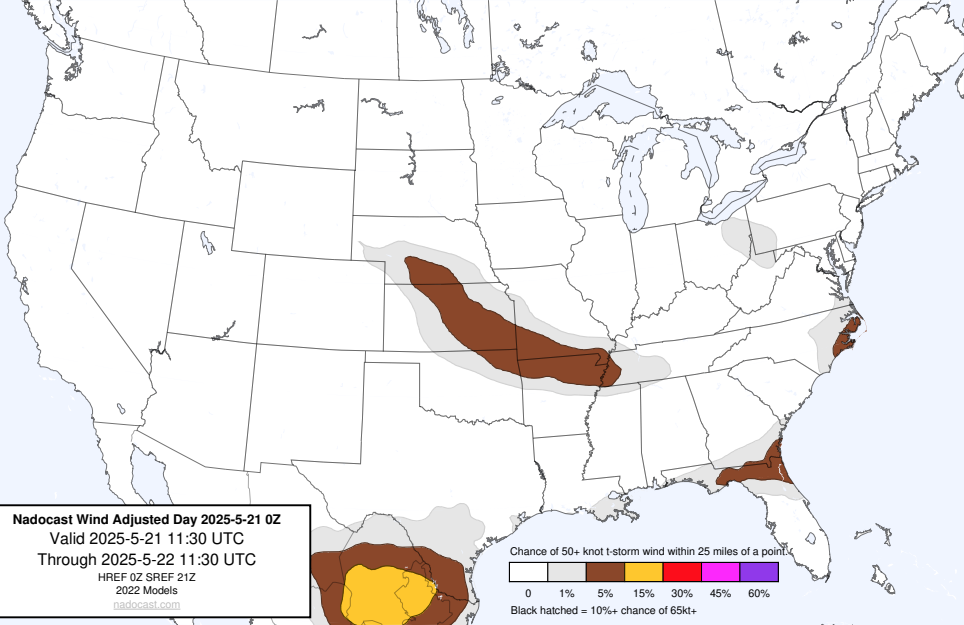 Nadocast Wind Adjusted Day 2025-5-21 0Z
Valid 2025-5-21 11:30 UTC
Through 2025-5-22 11:30 UTC
HREF 0Z SREF 21Z
2022 Models
nadocast.com
Chance of 50+ knot t-storm wind within 25 miles of a point.
0 1% 5% 15% 30% 45% 60%
Black hatched = 10%+ chance of 65kt+